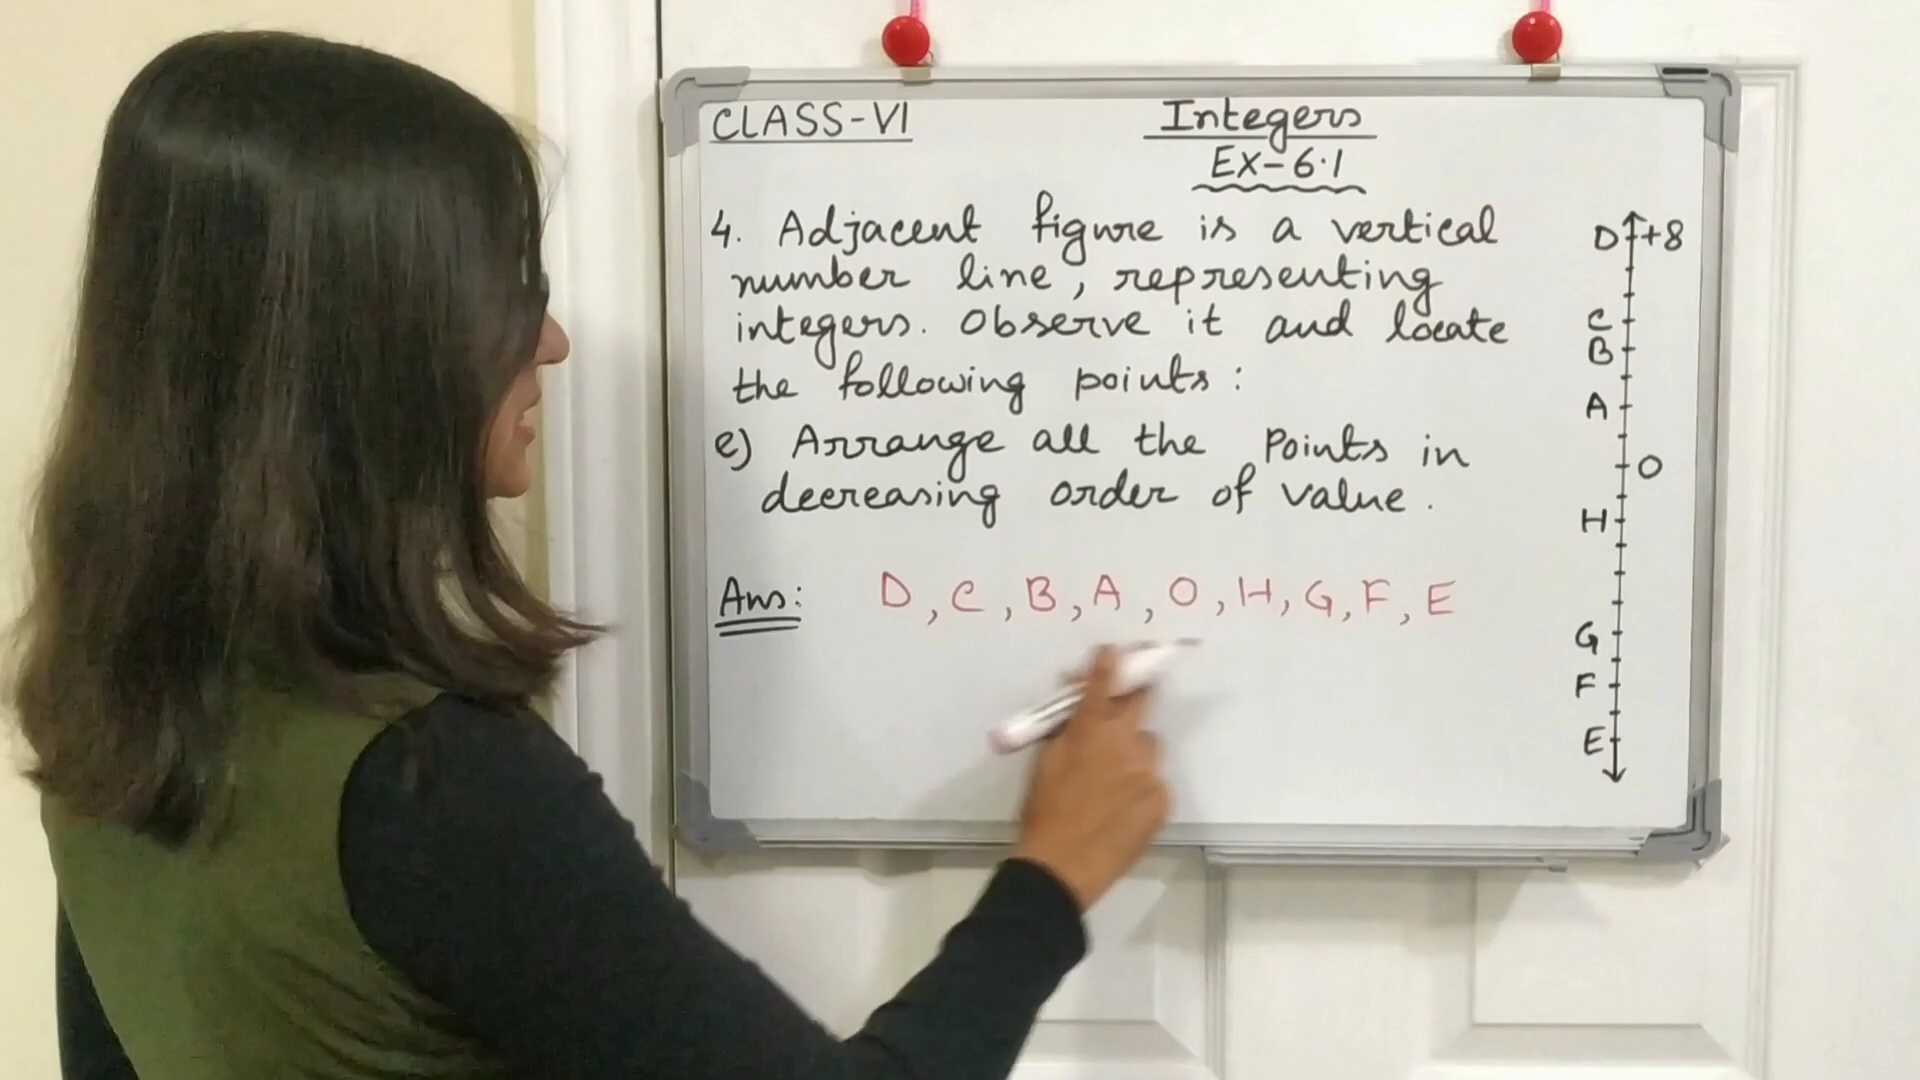 CLASS-VI
Integers
EX-6.1
4. Adjacent figure is a vertical
number line, representing
integers. Observe it and locate
the following points:
e) Arrange all the Points in
decreasing order of value.
Ans: D, C, B, A, O, H, G, F, E
D +8
C
B
A
O
H
G
F
E